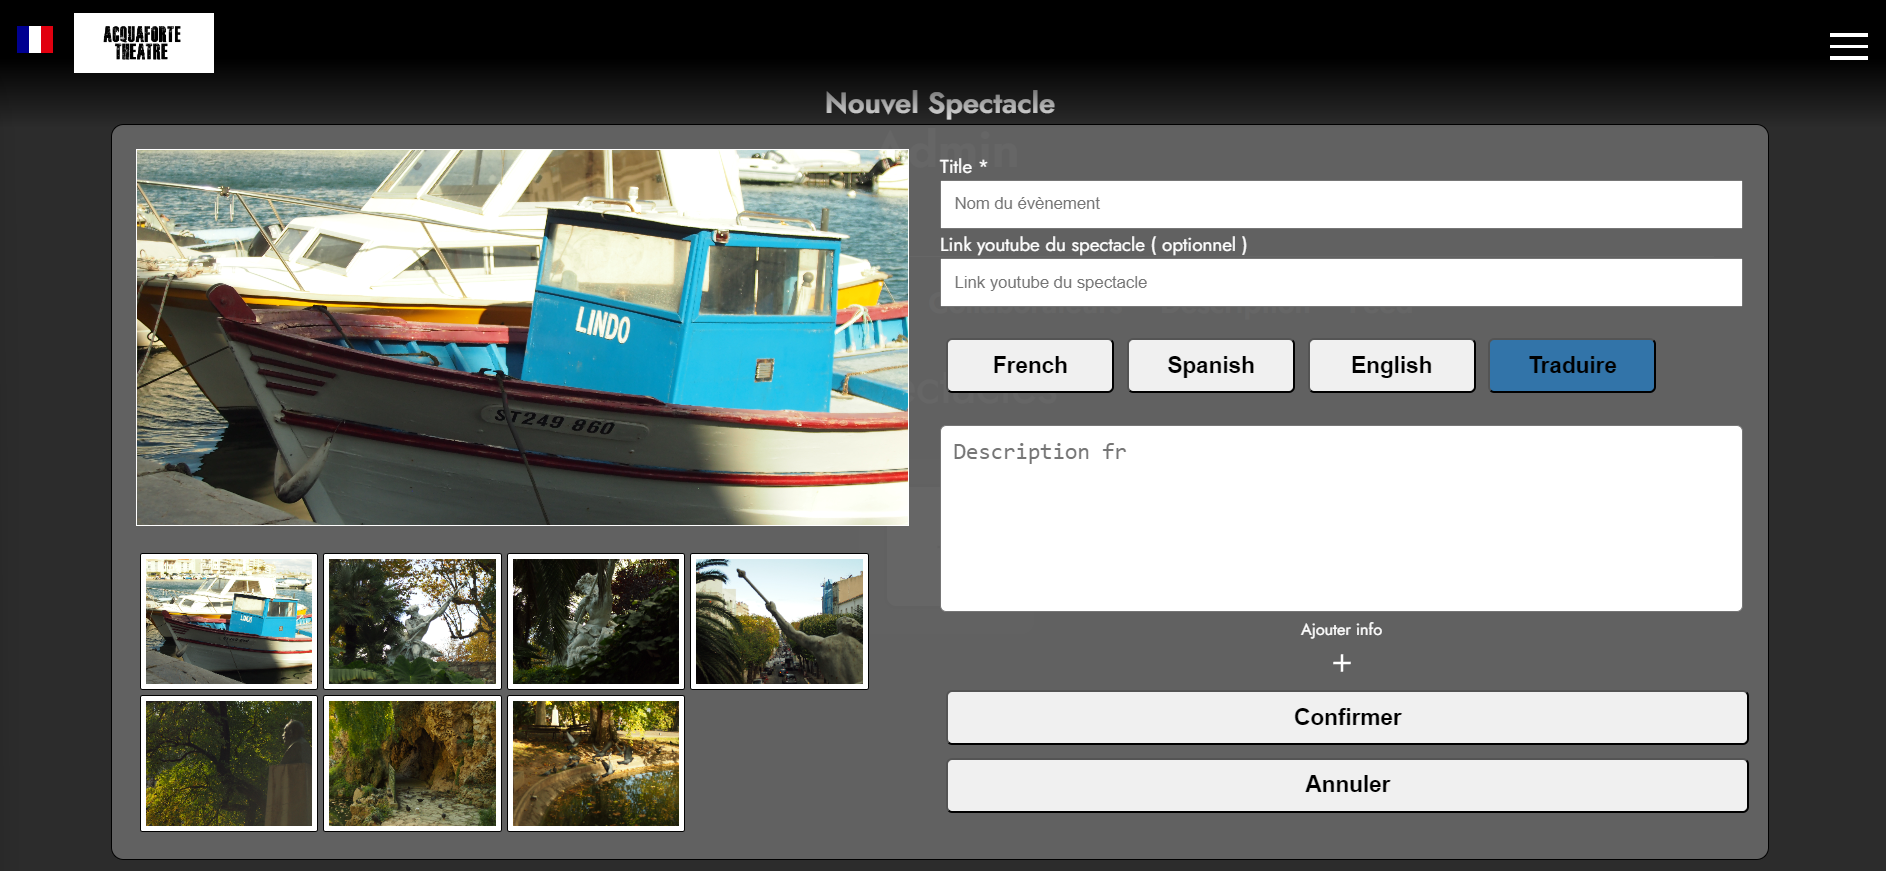 ACQUAFORTE
THEATRE
Nouvel Spectacle
Admin
LINDO
ST249 860
Title *
Nom du évènement
Link youtube du spectacle ( optionnel )
Link youtube du spectacle
French
Spanish
English
Traduire
Description fr
Ajouter info
+
Confirmer
Annuler